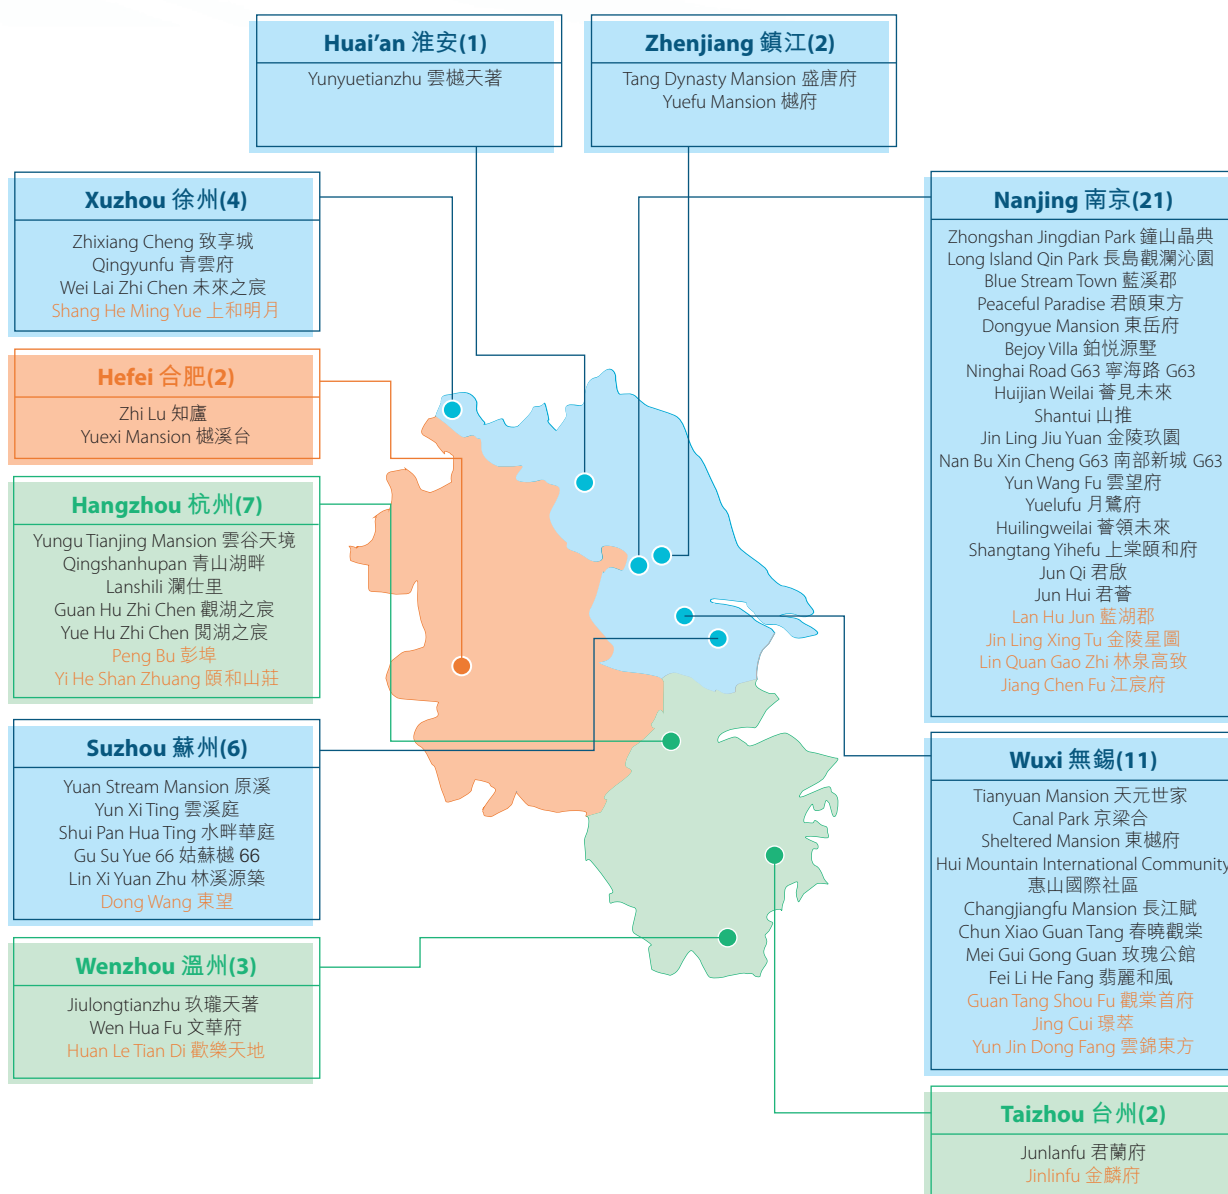 Huai'an 淮安(1)
Yunyuetianzhu 雲樾天著
Zhenjiang 鎮江(2)
Tang Dynasty Mansion 盛唐府
Yuefu Mansion 樾府
Xuzhou 徐州(4)
Zhixiang Cheng 致享城
Qingyunfu 青雲府
Wei Lai Zhi Chen 未來之宸
Shang He Ming Yue 上和明月
Hefei 合肥(2)
Zhi Lu 知廬
Yuexi Mansion 樾溪台
Hangzhou 杭州(7)
Yungu Tianjing Mansion 雲谷天境
Qingshanhupan 青山湖畔
Lanshili 瀾仕里
Guan Hu Zhi Chen 觀湖之宸
Yue Hu Zhi Chen 閱湖之宸
Peng Bu 彭埠
Yi He Shan Zhuang 頤和山莊
Suzhou 蘇州(6)
Yuan Stream Mansion 原溪
Yun Xi Ting 雲溪庭
Shui Pan Hua Ting 水畔華庭
Gu Su Yue 66 姑蘇樾 66
Lin Xi Yuan Zhu 林溪源築
Dong Wang 東望
Wenzhou 溫州(3)
Jiulongtianzhu 玖瓏天著
Wen Hua Fu 文華府
Huan Le Tian Di 歡樂天地
Nanjing 南京(21)
Zhongshan Jingdian Park 鐘山晶典
Long Island Qin Park 長島觀瀾沁園
Blue Stream Town 藍溪郡
Peaceful Paradise 君頤東方
Dongyue Mansion 東岳府
Bejoy Villa 鉑悦源墅
Ninghai Road G63 寧海路 G63
Huijian Weilai 薈見未來
Shantui 山推
Jin Ling Jiu Yuan 金陵玖園
Nan Bu Xin Cheng G63 南部新城 G63
Yun Wang Fu 雲望府
Yuelufu 月鷺府
Huilingweilai 薈領未來
Shangtang Yihefu 上棠頤和府
Jun Qi 君啟
Jun Hui 君薈
Lan Hu Jun 藍湖郡
Jin Ling Xing Tu 金陵星圖
Lin Quan Gao Zhi 林泉高致
Jiang Chen Fu 江宸府
Wuxi 無錫(11)
Tianyuan Mansion 天元世家
Canal Park 京梁合
Sheltered Mansion 東樾府
Hui Mountain International Community
惠山國際社區
Changjiangfu Mansion 長江賦
Chun Xiao Guan Tang 春曉觀棠
Mei Gui Gong Guan 玫瑰公館
Fei Li He Fang 翡麗和風
Guan Tang Shou Fu 觀棠首府
Jing Cui 璟萃
Yun Jin Dong Fang 雲錦東方
Taizhou 台州(2)
Junlanfu 君蘭府
Jinlinfu 金麟府